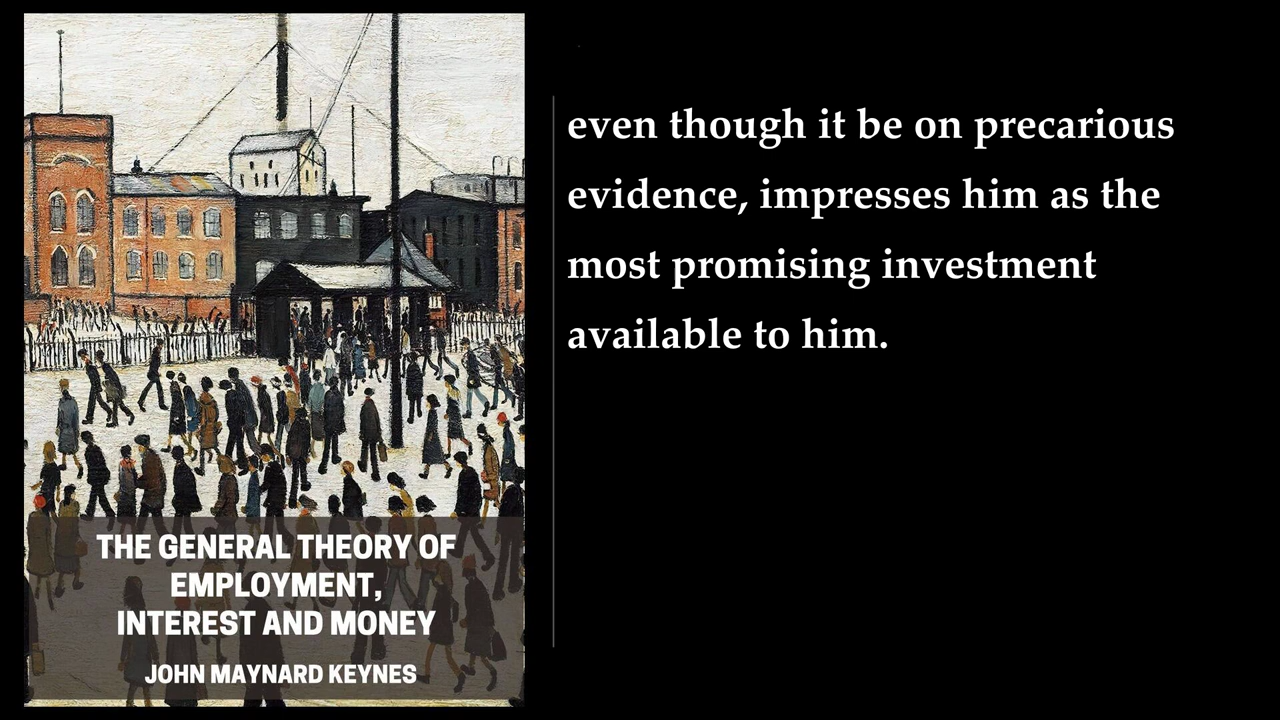 THE GENERAL THEORY OF
EMPLOYMENT,
INTEREST AND MONEY
JOHN MAYNARD KEYNES
even though it be on precarious
evidence, impresses him as the
most promising investment
available to him.